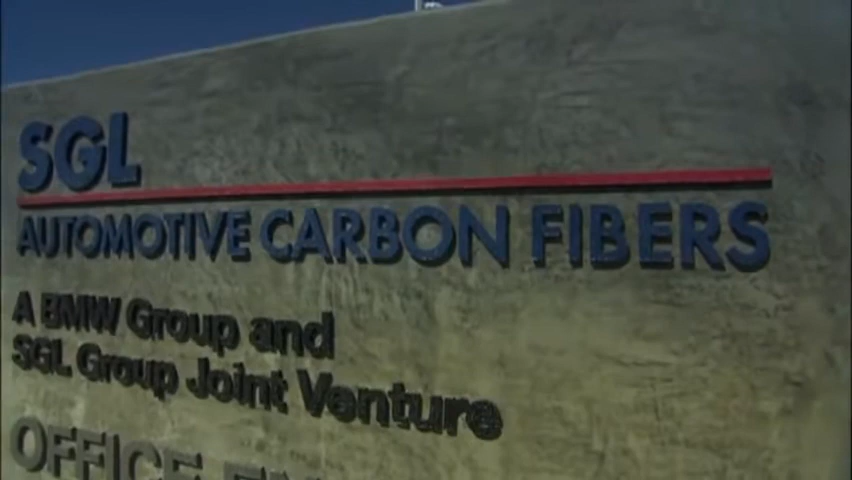 SGL
AUTOMOTIVE CARBON FIBERS
A BMW Group and
SGL Group Joint Venture
OFFICE